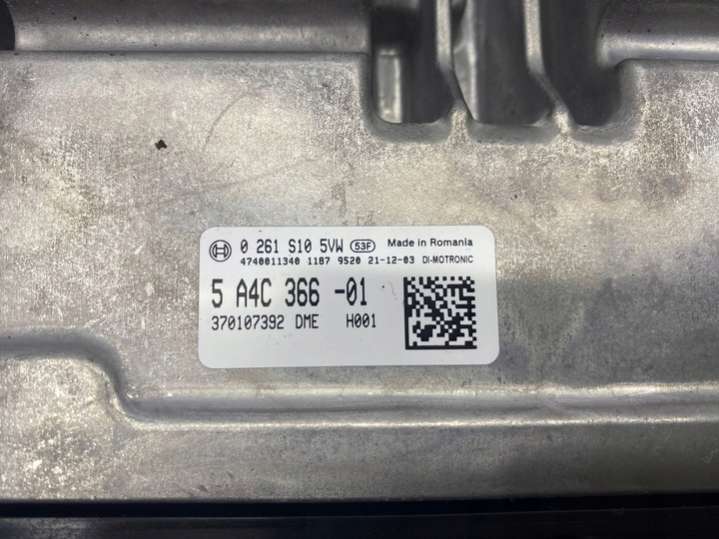 0 261 S10 5VW 53F Made in Romania
4740011340 1187 9520 21-12-03 DI-MOTRONIC
5 A4C 366 -01
370107392 DME H001